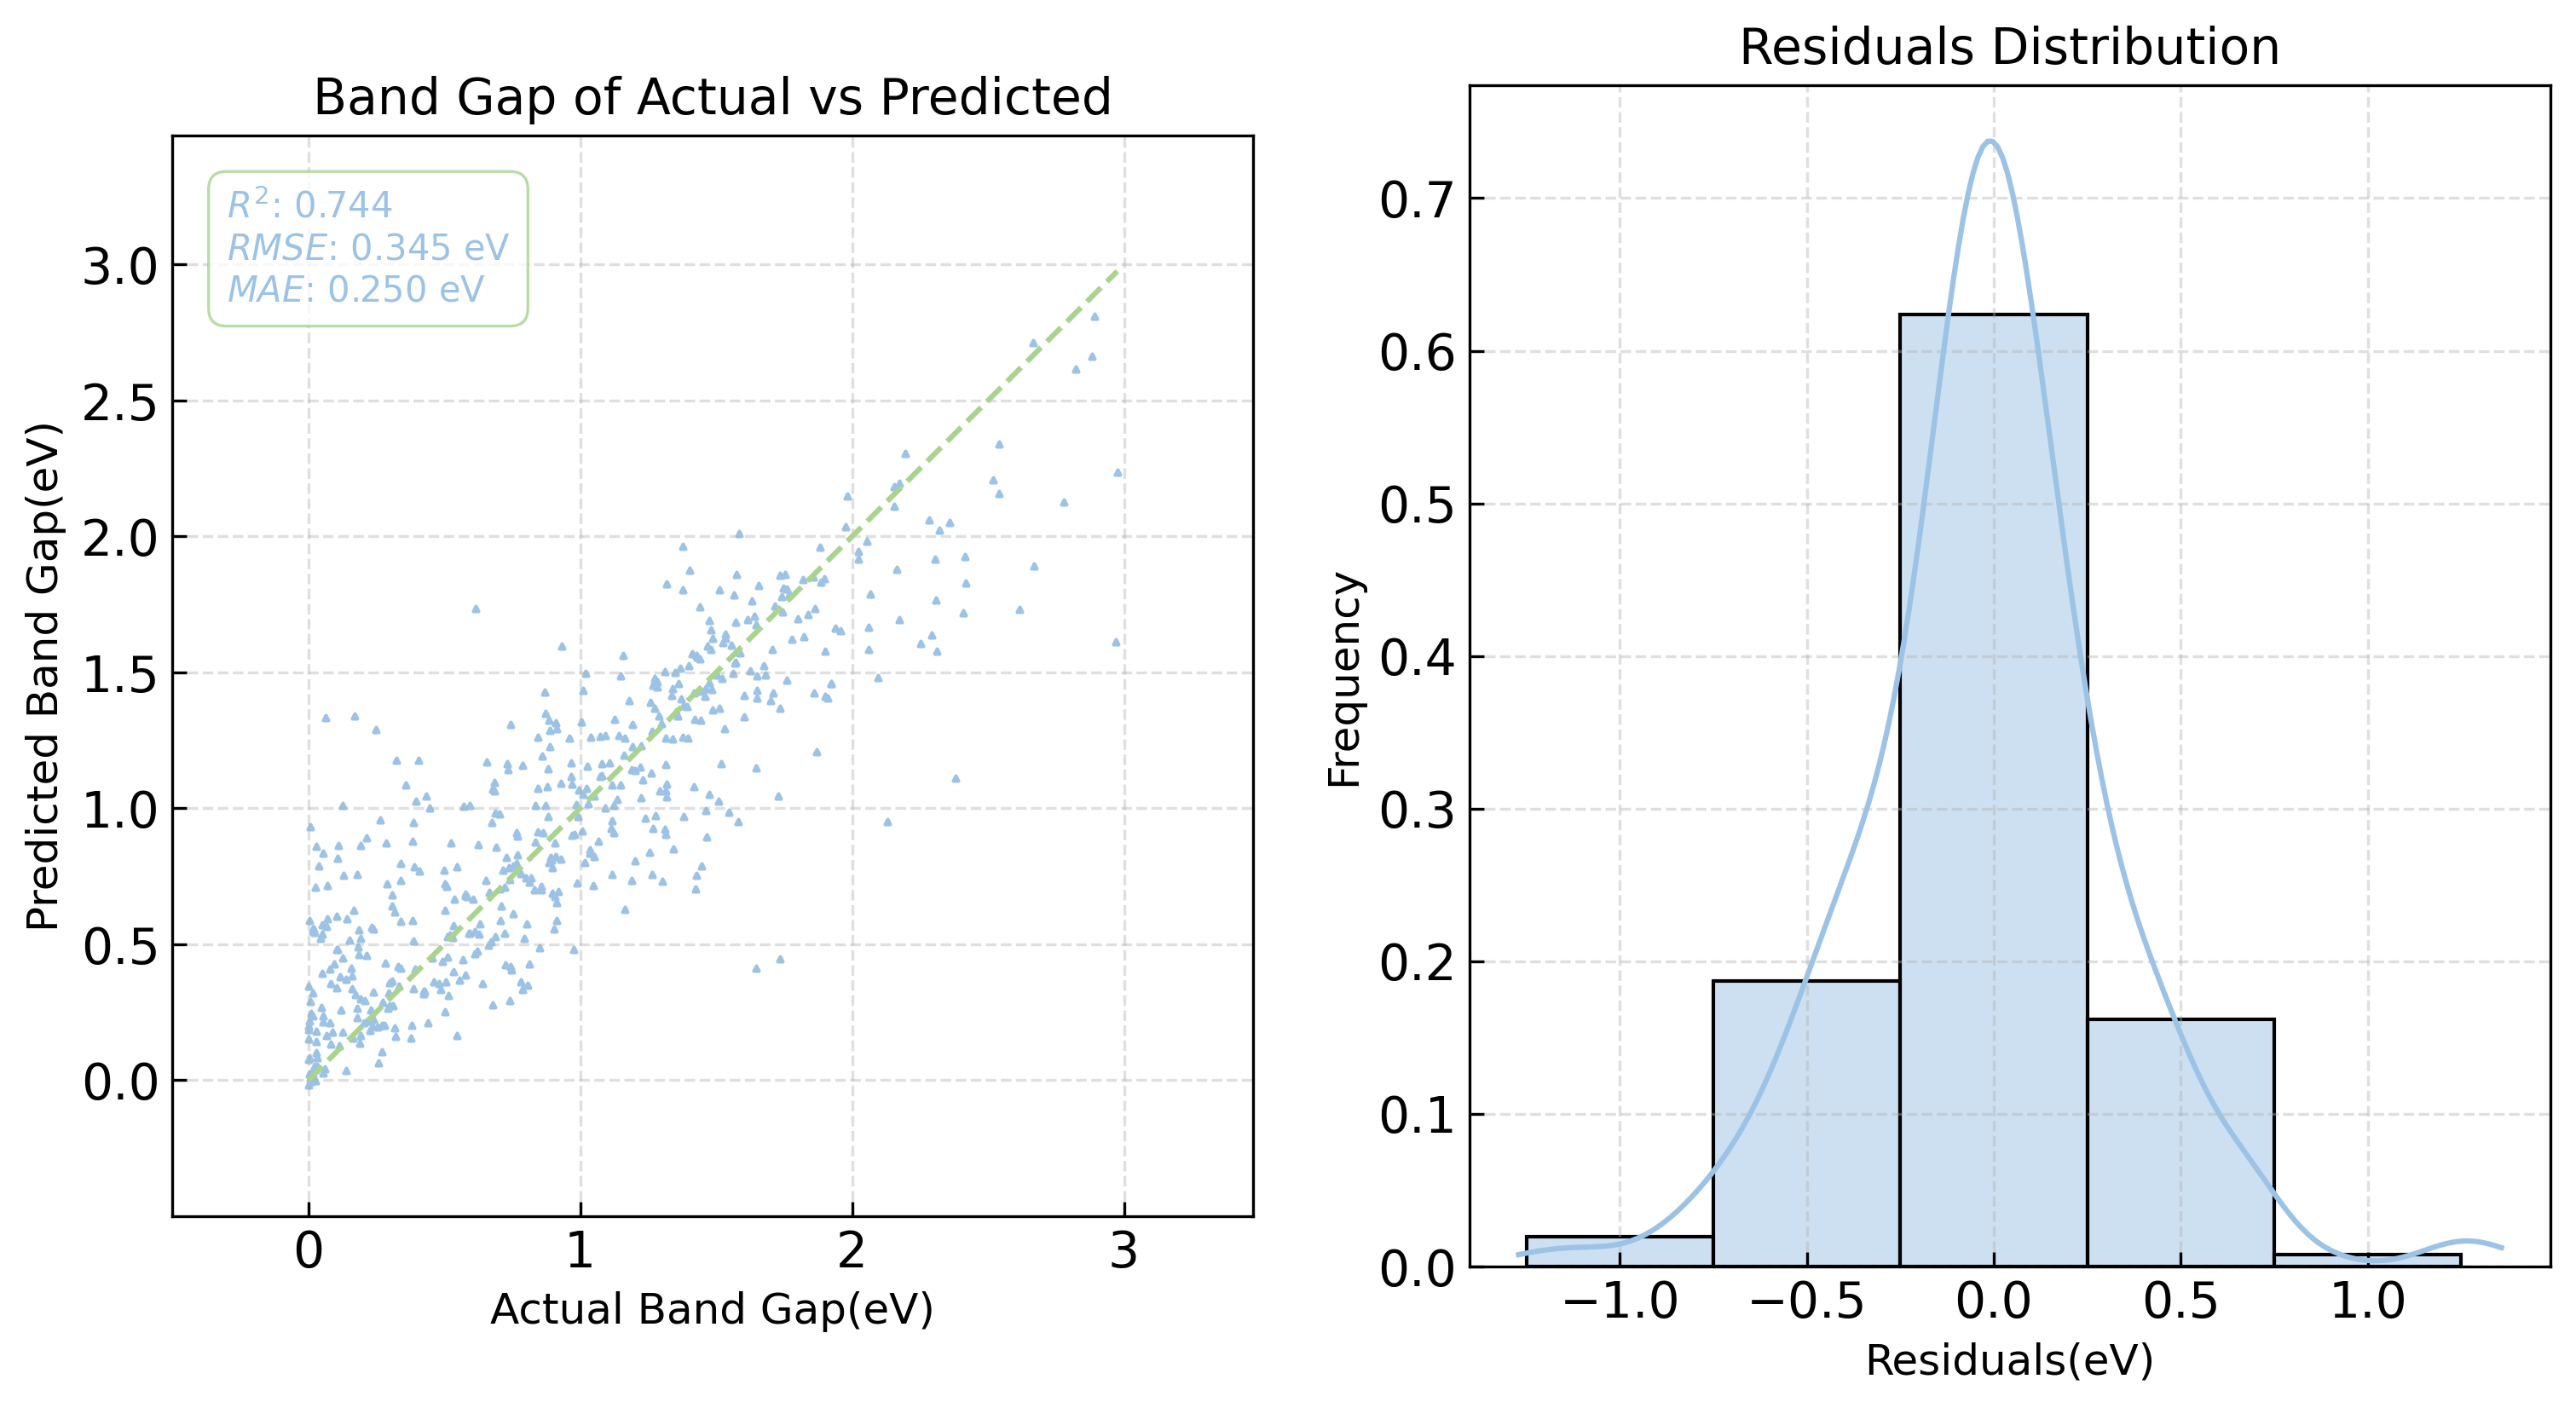 Band Gap of Actual vs Predicted
R²: 0.744
RMSE: 0.345 eV
MAE: 0.250 eV
Predicted Band Gap(eV)
3.0
2.5
2.0
1.5
1.0
0.5
0.0
0 1 2 3
Actual Band Gap(eV)
Residuals Distribution
Frequency
0.7
0.6
0.5
0.4
0.3
0.2
0.1
0.0
−1.0 −0.5 0.0 0.5 1.0
Residuals(eV)